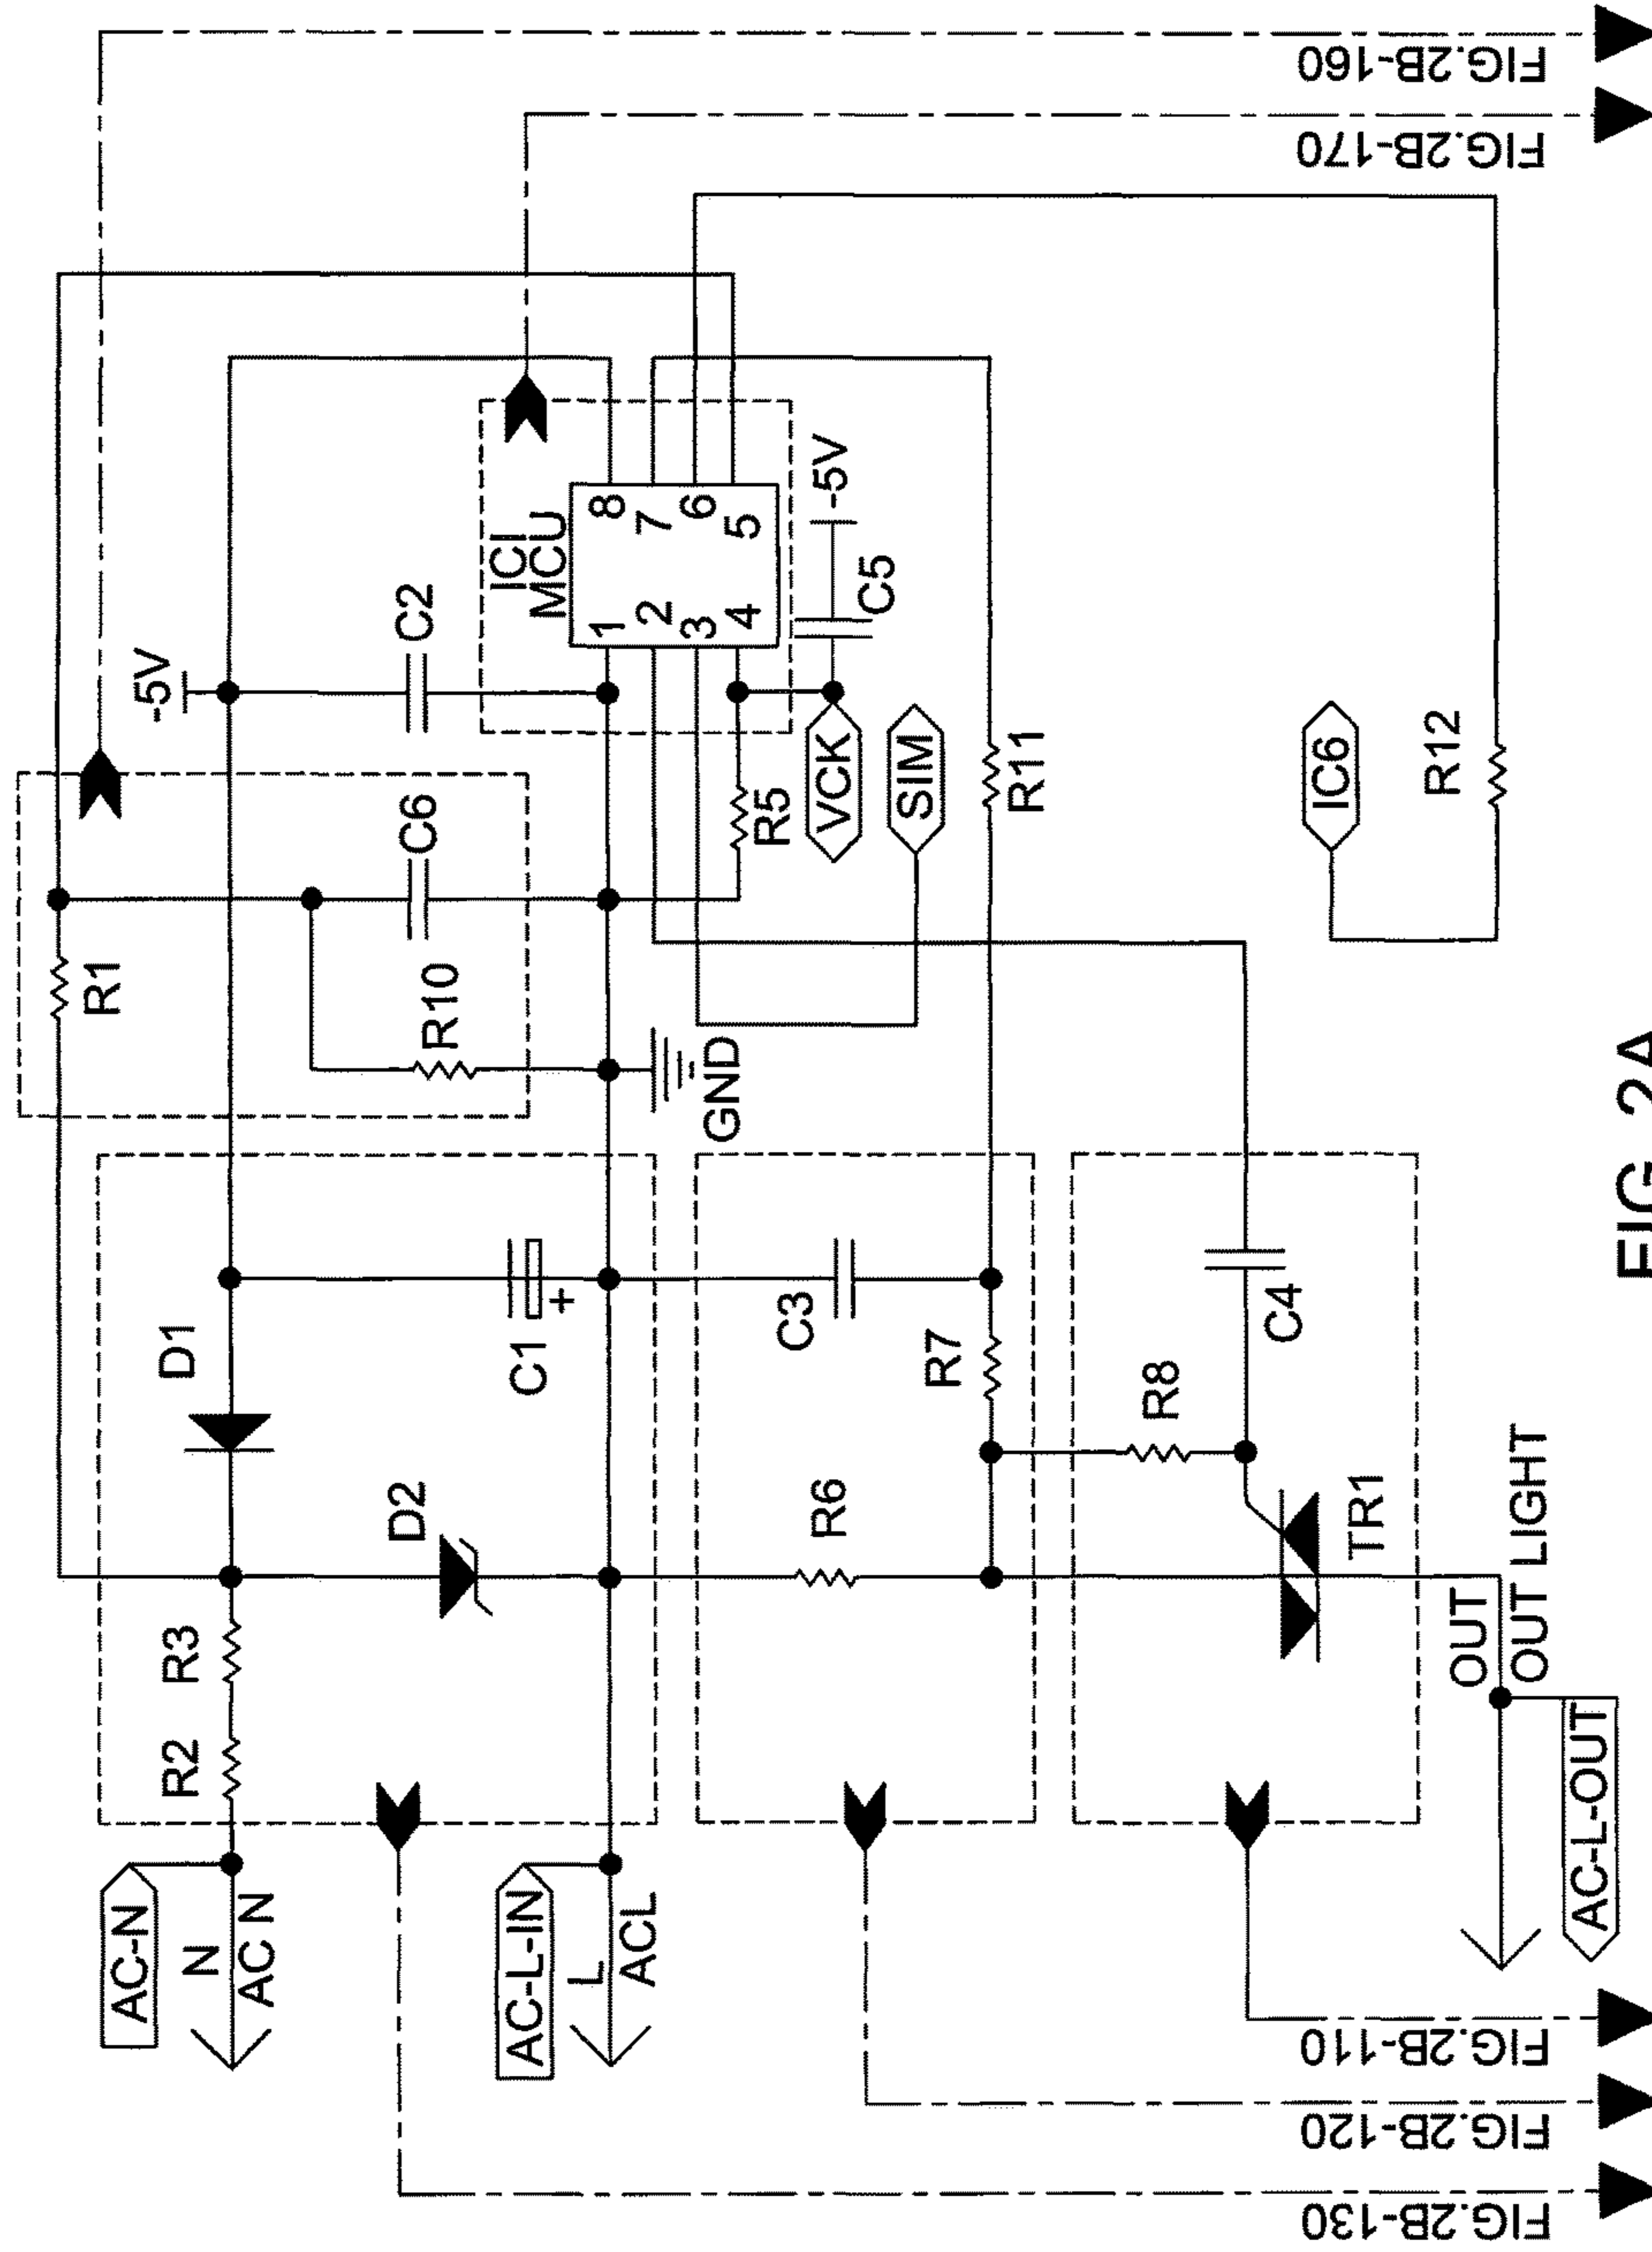 AC-N
N
AC N
R2
R3
D1
R1
-5V
D2
C1
+
R10
C6
C2
AC-L-IN
L
ACL
GND
ICI
MCU
1
2
3
4
8
7
6
5
R5
VCK
C5
-5V
SIM
R6
C3
R7
R11
R8
C4
TR1
IC6
R12
OUT
OUT LIGHT
AC-L-OUT
FIG.2B-130
FIG.2B-120
FIG.2B-110
FIG.2B-170
FIG.2B-160
FIG. 2A